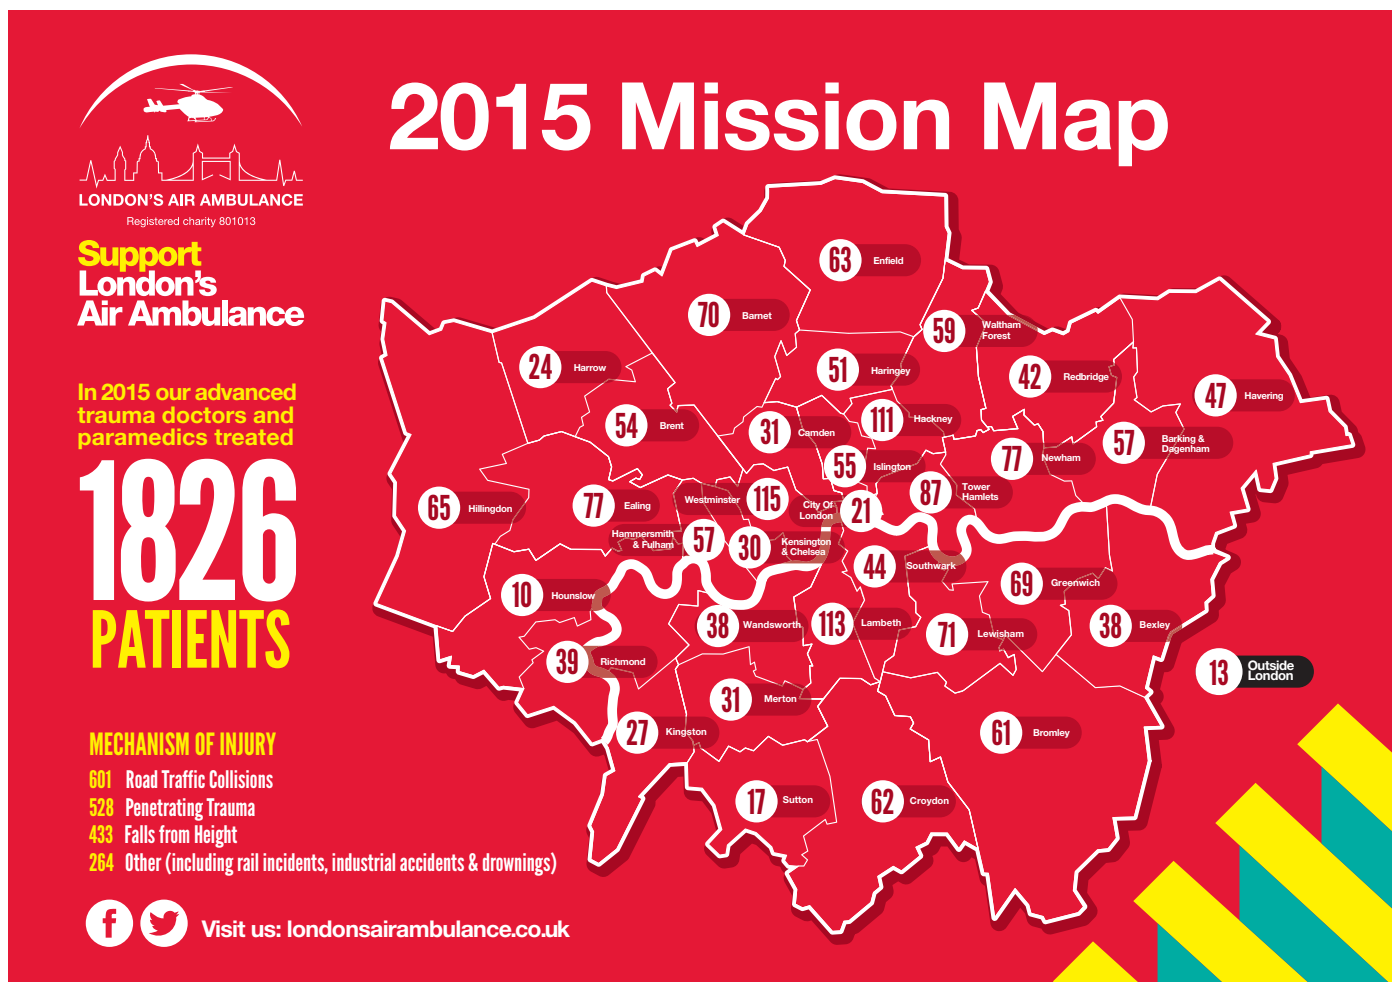 2015 Mission Map
LONDON'S AIR AMBULANCE
Registered charity 801013
Support
London's
Air Ambulance
In 2015 our advanced
trauma doctors and
paramedics treated
1826
PATIENTS
MECHANISM OF INJURY
601 Road Traffic Collisions
528 Penetrating Trauma
433 Falls from Height
264 Other (including rail incidents, industrial accidents & drownings)
Visit us: londonsairambulance.co.uk
63 Enfield
70 Barnet
59 Waltham
Forest
24 Harrow
51 Haringey
42 Redbridge
47 Havering
54 Brent
31 Camden
111 Hackney
57 Barking &
Dagenham
55 Islington
77 Newham
65 Hillingdon
77 Ealing
Westminster 115
City Of
London 21
87 Tower
Hamlets
Hammersmith
& Fulham 57
30 Kensington
& Chelsea
44 Southwark
10 Hounslow
69 Greenwich
38 Wandsworth
113 Lambeth
71 Lewisham
38 Bexley
39 Richmond
13 Outside
London
31 Merton
27 Kingston
61 Bromley
17 Sutton
62 Croydon